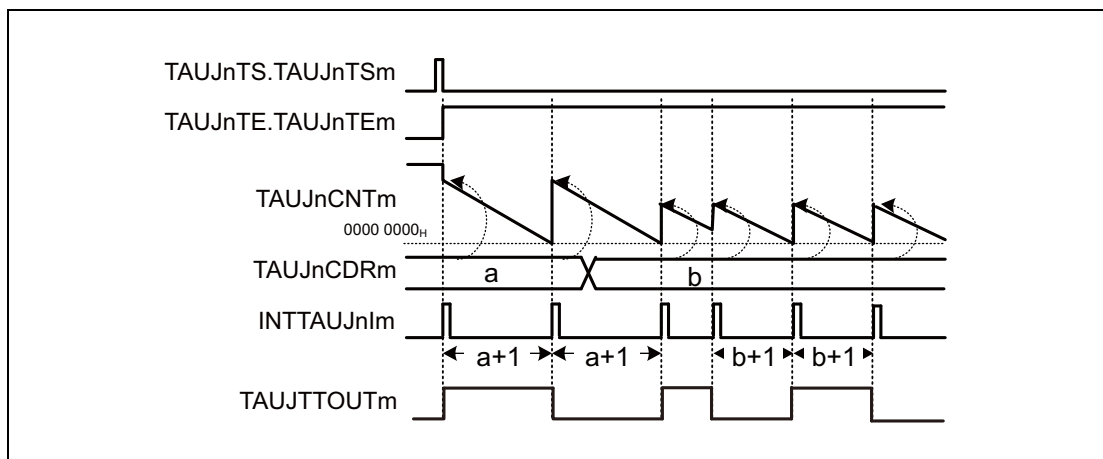 TAUJnTS.TAUJnTSm
TAUJnTE.TAUJnTEm
TAUJnCNTm
0000 0000H
TAUJnCDRm
a
b
INTTAUJnIm
a+1
a+1
b+1
b+1
TAUJTTOUTm